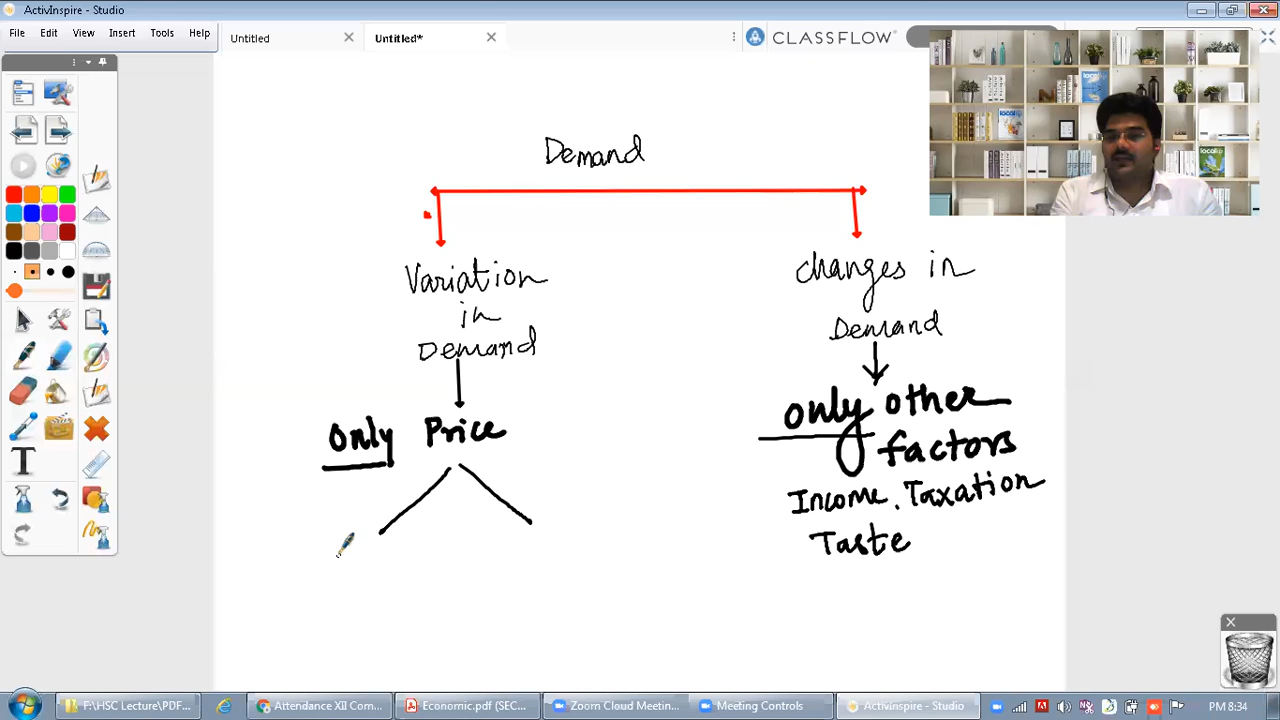 ActivInspire - Studio
File Edit View Insert Tools Help
Untitled
Untitled*
CLASSFLOW
Demand
Variation
in
Demand
Only Price
changes in
Demand
only other
factors
Income. Taxation
Taste
F:\HSC Lecture\PDF...
Attendance XII Com...
Economic.pdf (SEC...
Zoom Cloud Meetin...
Meeting Controls
ActivInspire - Studio
PM 8:34